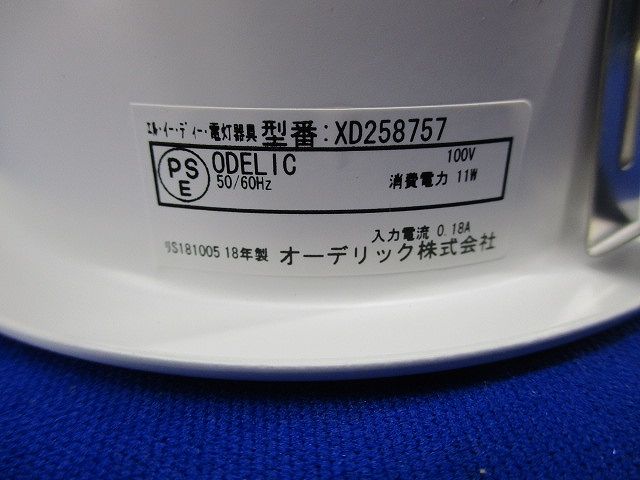 エル・イー・ディー・電灯器具 型番:XD258757
PS
E
ODELIC 100V
50/60Hz 消費電力 11W
入力電流 0.18A
S181005 18年製 オーデリック株式会社